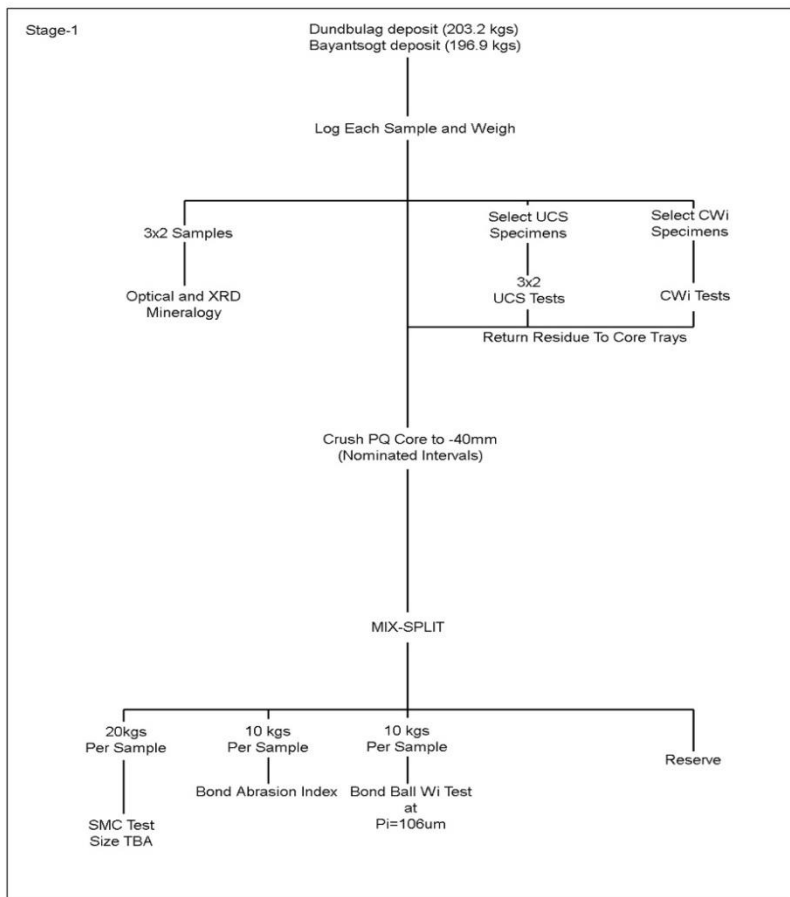 Stage-1
Dundbulag deposit (203.2 kgs)
Bayantsogt deposit (196.9 kgs)
Log Each Sample and Weigh
3x2 Samples
Optical and XRD
Mineralogy
Select UCS
Specimens
3x2
UCS Tests
Select CWi
Specimens
CWi Tests
Return Residue To Core Trays
Crush PQ Core to -40mm
(Nominated Intervals)
MIX-SPLIT
20kgs
Per Sample
SMC Test
Size TBA
10 kgs
Per Sample
Bond Abrasion Index
10 kgs
Per Sample
Bond Ball Wi Test
at
Pi=106um
Reserve